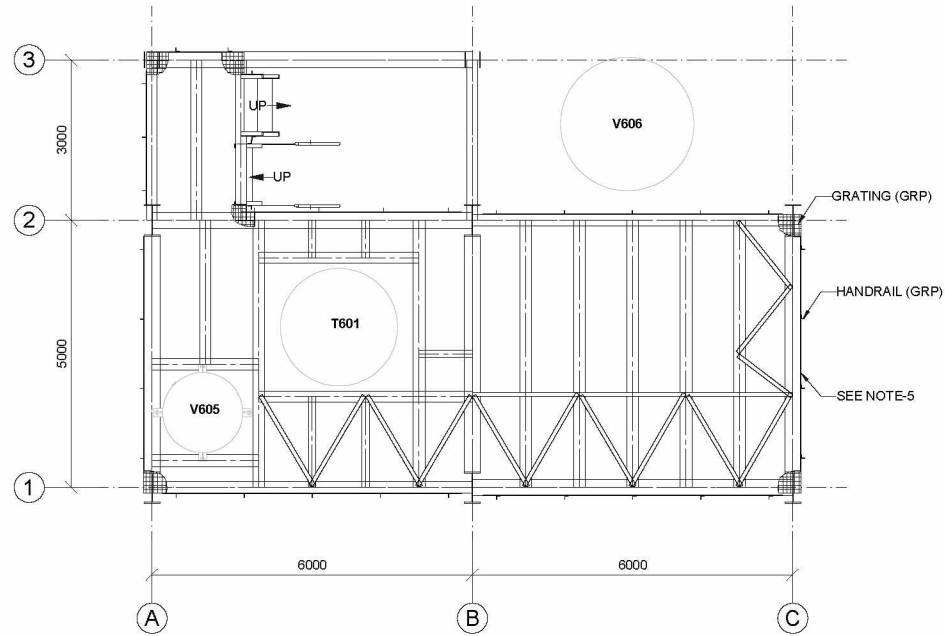 3
UP
V606
3000
UP
GRATING (GRP)
2
HANDRAIL (GRP)
T601
5000
SEE NOTE-5
V605
1
6000
6000
A
B
C